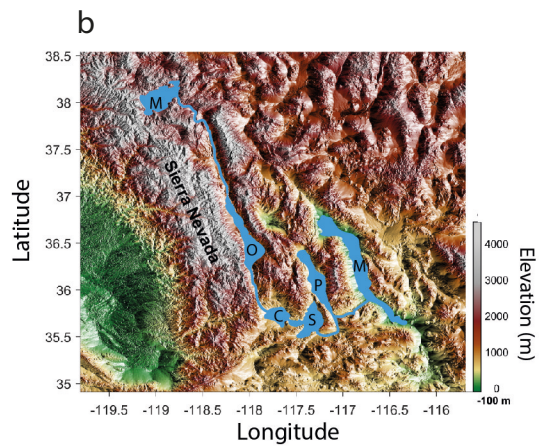 b
38.5
38
37.5
37
36.5
36
35.5
35
Latitude
M
Sierra Nevada
O
M
P
C
S
4000
3000
2000
1000
0
-100 m
Elevation (m)
-119.5
-119
-118.5
-118
-117.5
-117
-116.5
-116
Longitude